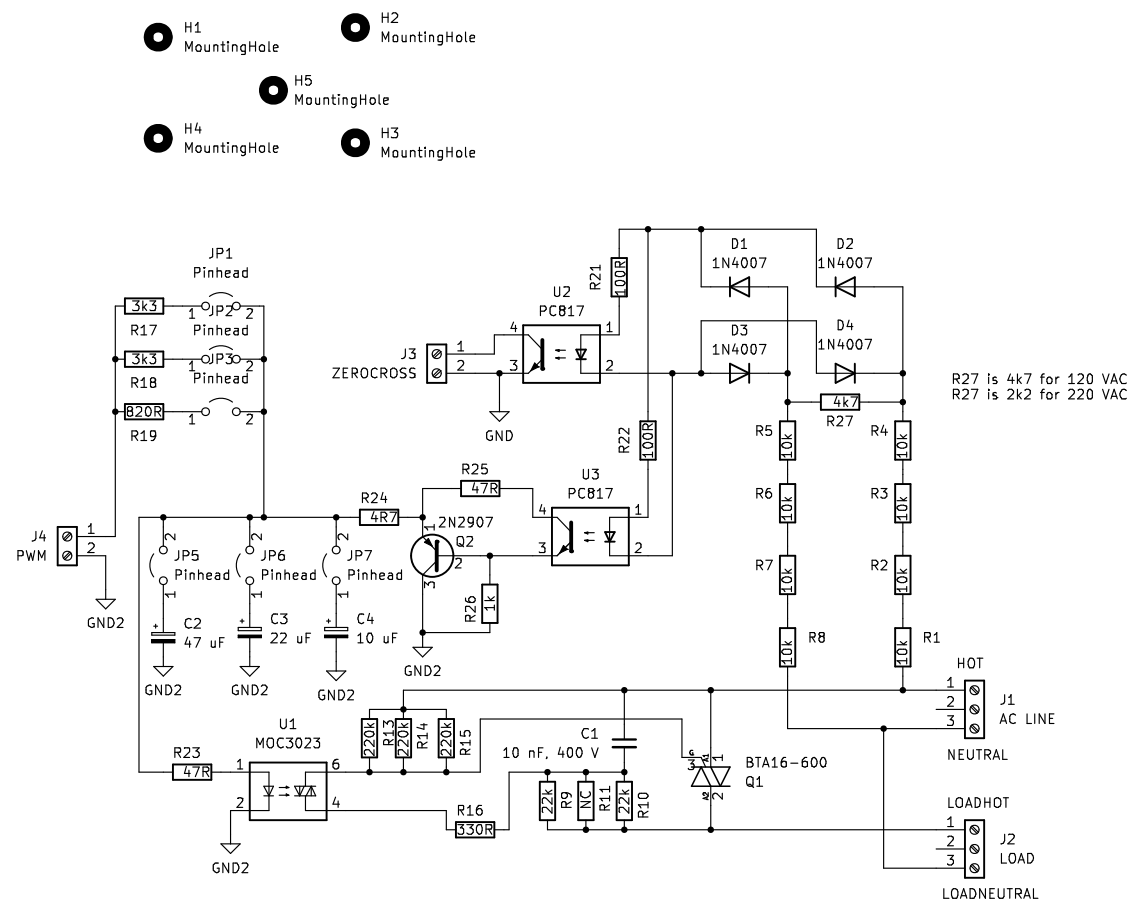 H1
MountingHole
H2
MountingHole
H5
MountingHole
H4
MountingHole
H3
MountingHole
JP1
Pinhead
3k3
1
2
R17
JP2
Pinhead
3k3
1
2
R18
JP3
Pinhead
820R
1
2
R19
J4
PWM
1
2
GND2
R21
100R
D1
1N4007
D2
1N4007
U2
PC817
4
3
1
2
J3
ZEROCROSS
1
2
GND
D3
1N4007
D4
1N4007
R27 is 4k7 for 120 VAC
R27 is 2k2 for 220 VAC
4k7
R27
R22
100R
R5
10k
R4
10k
R6
10k
R3
10k
R7
10k
R2
10k
R8
10k
R1
10k
R25
47R
U3
PC817
4
3
1
2
R24
4R7
2N2907
Q2
1
2
3
R26
1k
GND2
2
JP5
Pinhead
1
2
JP6
Pinhead
1
2
JP7
Pinhead
1
+
C2
47 uF
GND2
+
C3
22 uF
GND2
+
C4
10 uF
GND2
HOT
1
2
3
J1
AC LINE
NEUTRAL
U1
MOC3023
1
2
6
4
R23
47R
GND2
220k
R13
220k
R14
220k
R15
C1
10 nF, 400 V
R16
330R
22k
R9
NC
R11
22k
R10
G
3
A1
1
A2
2
BTA16-600
Q1
LOADHOT
1
2
3
J2
LOAD
LOADNEUTRAL